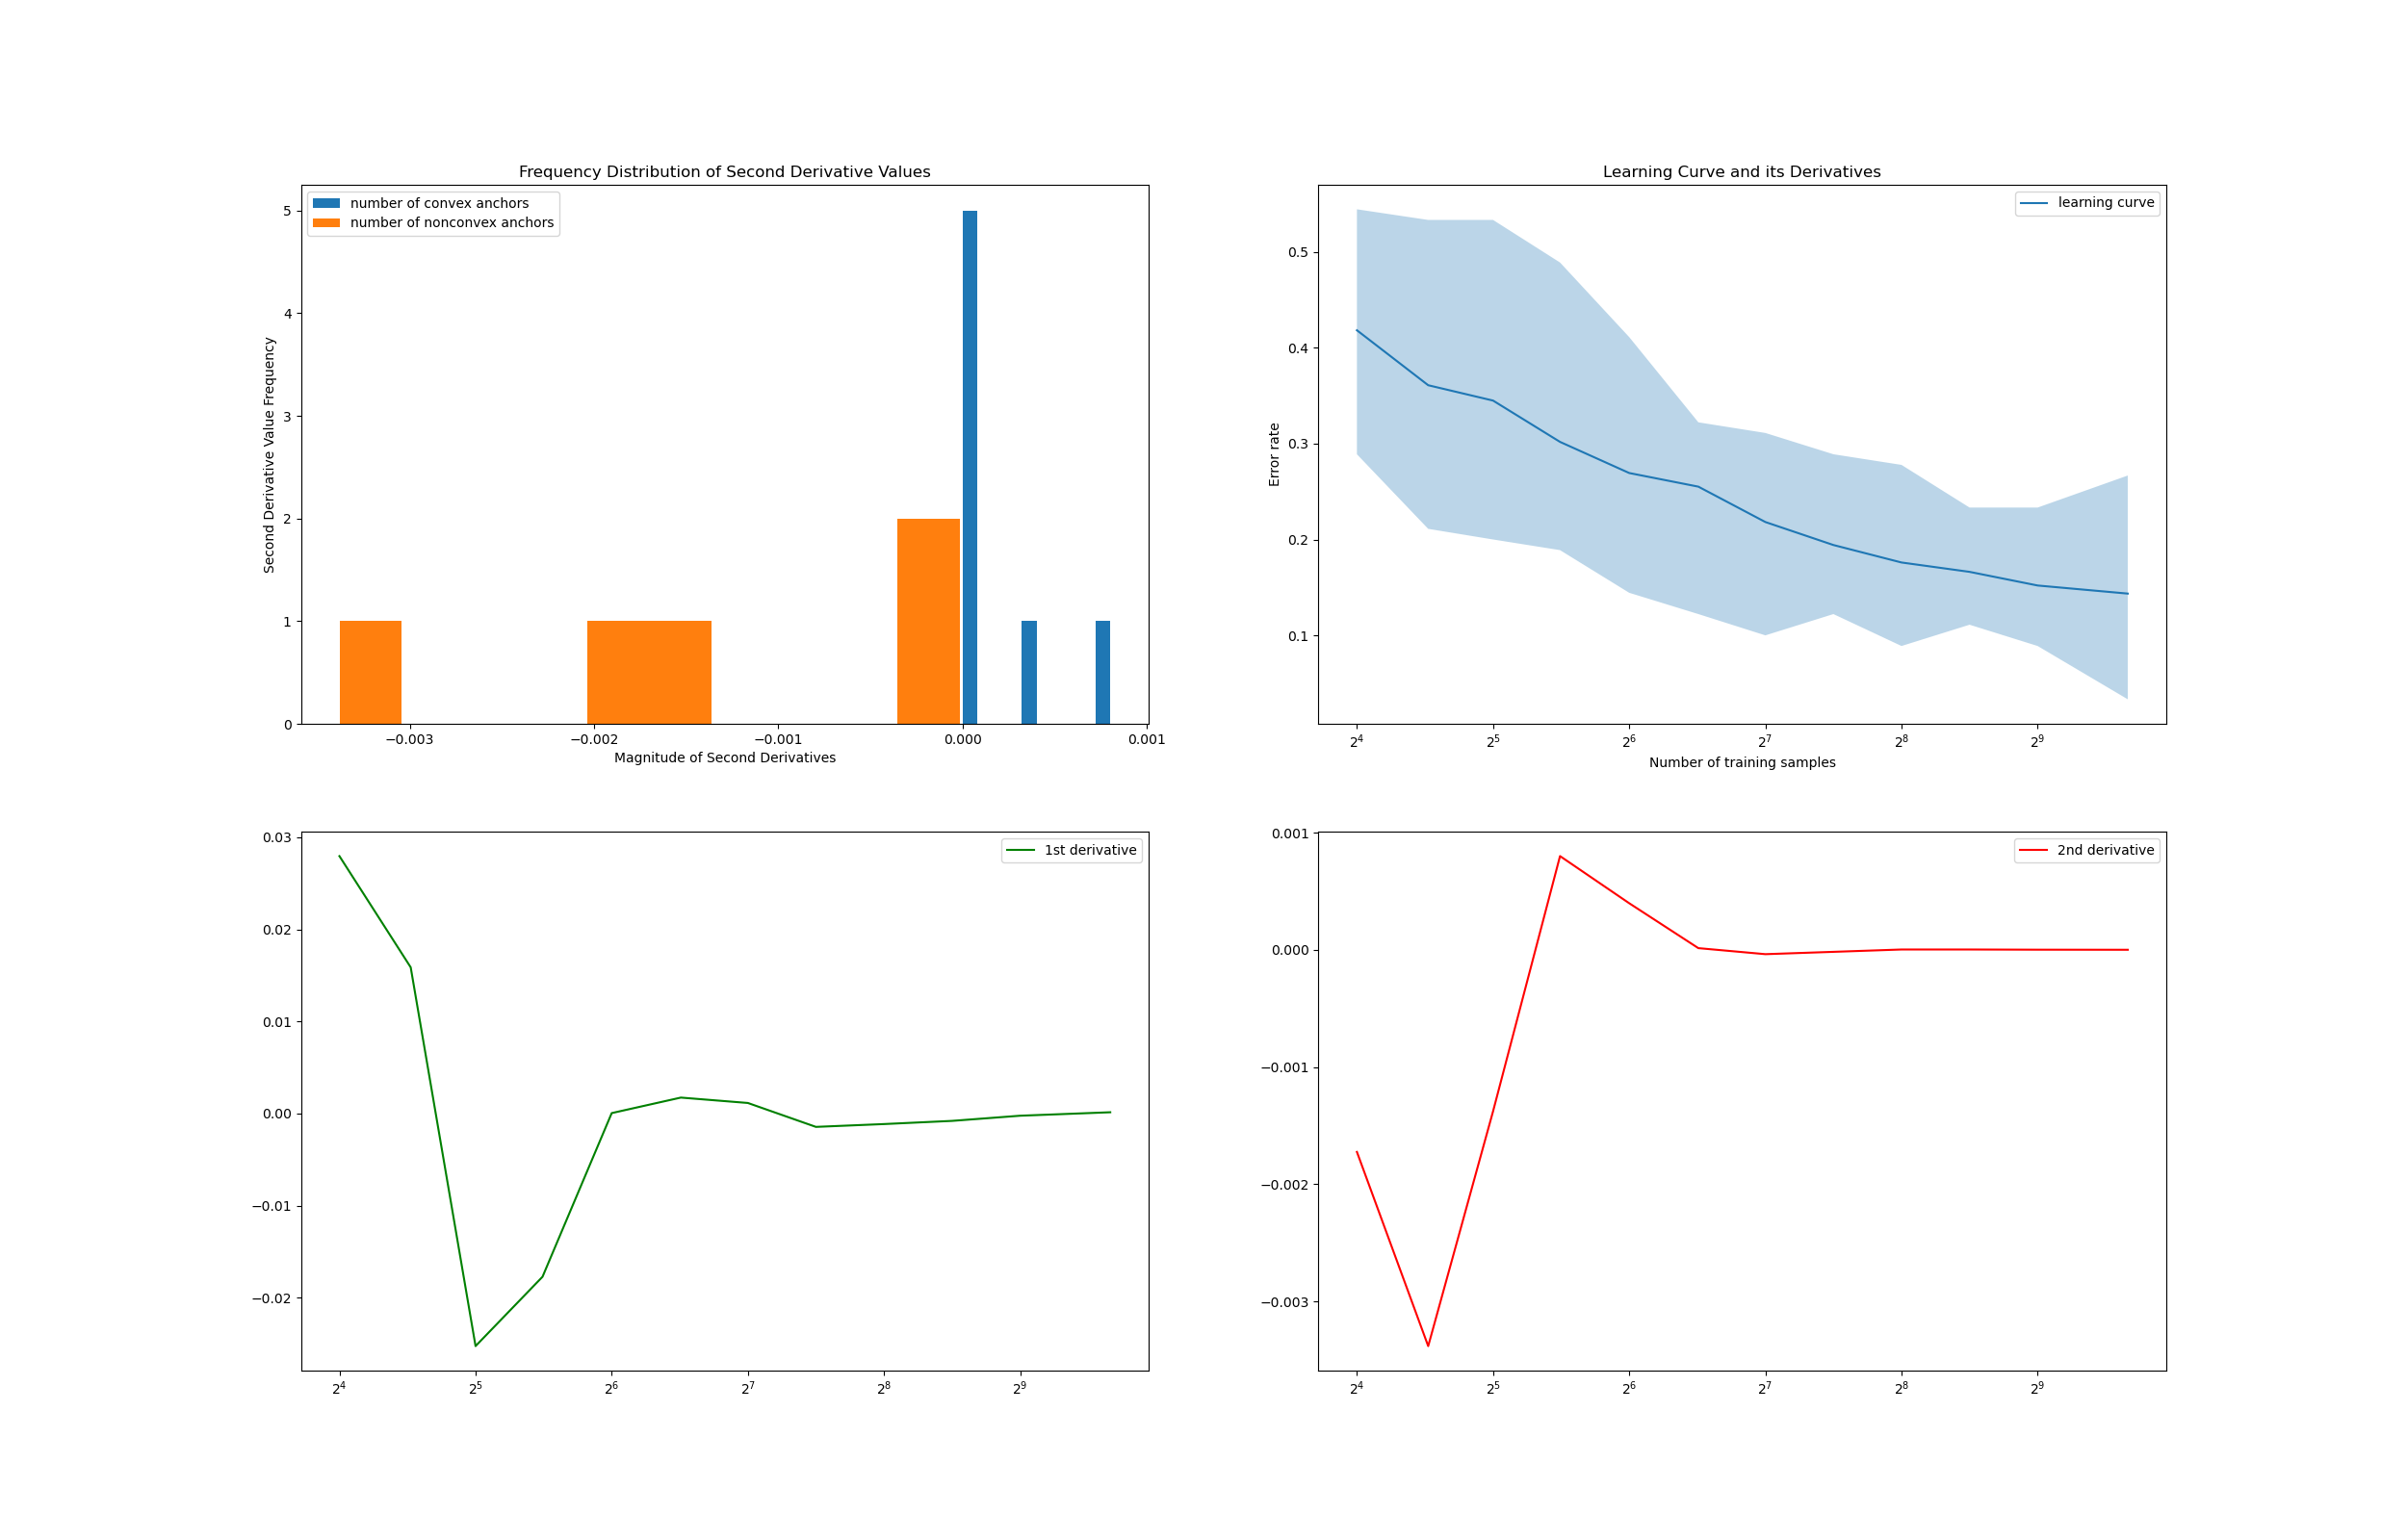 Frequency Distribution of Second Derivative Values
number of convex anchors
number of nonconvex anchors
5
4
3
2
1
0
Second Derivative Value Frequency
−0.003 −0.002 −0.001 0.000 0.001
Magnitude of Second Derivatives
Learning Curve and its Derivatives
learning curve
0.5
0.4
0.3
0.2
0.1
Error rate
2⁴ 2⁵ 2⁶ 2⁷ 2⁸ 2⁹
Number of training samples
1st derivative
0.03
0.02
0.01
0.00
−0.01
−0.02
2⁴ 2⁵ 2⁶ 2⁷ 2⁸ 2⁹
2nd derivative
0.001
0.000
−0.001
−0.002
−0.003
2⁴ 2⁵ 2⁶ 2⁷ 2⁸ 2⁹